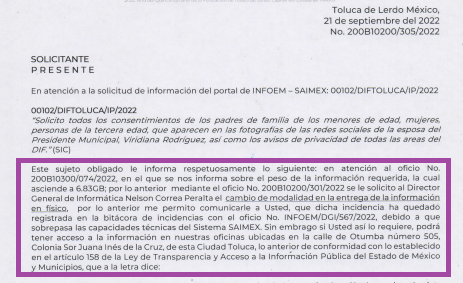 Toluca de Lerdo México,
21 de septiembre del 2022
No. 200B10200/305/2022
SOLICITANTE
P R E S E N T E
En atención a la solicitud de información del portal de INFOEM – SAIMEX: 00102/DIFTOLUCA/IP/2022
00102/DIFTOLUCA/IP/2022
"Solicito todos los consentimientos de los padres de familia de los menores de edad, mujeres,
personas de la tercera edad, que aparecen en las fotografías de las redes sociales de la esposa del
Presidente Municipal, Viridiana Rodríguez, así como los avisos de privacidad de todas las areas del
DIF." (SIC)
Este sujeto obligado le informa respetuosamente lo siguiente: en atención al oficio No.
200B10300/074/2022, en el que se nos informa sobre el peso de la información requerida, la cual
asciende a 6.83GB; por lo anterior mediante el oficio No. 200B10200/301/2022 se le solicito al Director
General de Informática Nelson Correa Peralta el cambio de modalidad en la entrega de la información
en físico, por lo anterior me permito comunicarle a Usted, que dicha incidencia ha quedado
registrada en la bitácora de incidencias con el oficio No. INFOEM/DGI/567/2022, debido a que
sobrepasa las capacidades técnicas del Sistema SAIMEX. Sin embrago si Usted así lo requiere, podrá
tener acceso a la información en nuestras oficinas ubicadas en la calle de Otumba número 505,
Colonia Sor Juana Inés de la Cruz, de esta Ciudad Toluca, lo anterior de conformidad con lo establecido
en el artículo 158 de la Ley de Transparencia y Acceso a la Información Pública del Estado de México
y Municipios, que a letra dice: